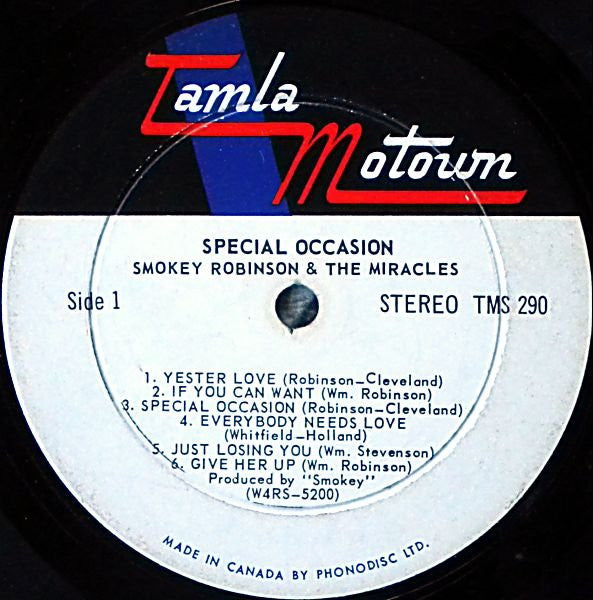 Tamla
Motown
SPECIAL OCCASION
SMOKEY ROBINSON & THE MIRACLES
Side 1
STEREO TMS 290
1. YESTER LOVE (Robinson—Cleveland)
2. IF YOU CAN WANT (Wm. Robinson)
3. SPECIAL OCCASION (Robinson—Cleveland)
4. EVERYBODY NEEDS LOVE
(Whitfield—Holland)
5. JUST LOSING YOU (Wm. Stevenson)
6. GIVE HER UP (Wm. Robinson)
Produced by "Smokey"
(W4RS—5200)
MADE IN CANADA BY PHONODISC LTD.